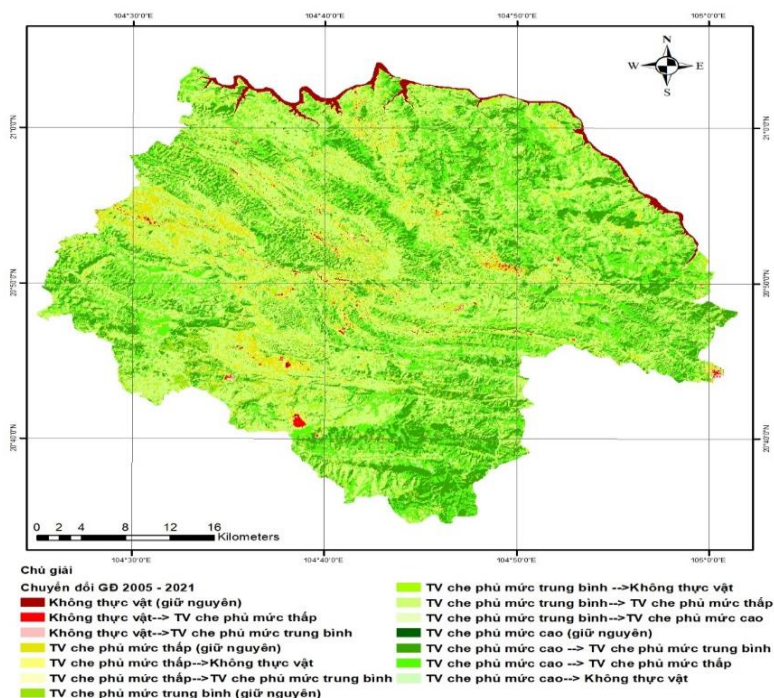 104°30'0"E 104°40'0"E 104°50'0"E 105°0'0"E
N
W E
S
21°0'0"N 21°0'0"N
20°50'0"N 20°50'0"N
20°40'0"N 20°40'0"N
0 2 4 8 12 16
Kilometers
104°30'0"E 104°40'0"E 104°50'0"E 105°0'0"E
Chú giải
Chuyển đổi GĐ 2005 - 2021
Không thực vật (giữ nguyên)
Không thực vật--> TV che phủ mức thấp
Không thực vật-->TV che phủ mức trung bình
TV che phủ mức thấp (giữ nguyên)
TV che phủ mức thấp-->Không thực vật
TV che phủ mức thấp-->TV che phủ mức trung bình
TV che phủ mức trung bình (giữ nguyên)
TV che phủ mức trung bình -->Không thực vật
TV che phủ mức trung bình--> TV che phủ mức thấp
TV che phủ mức trung bình-->TV che phủ mức cao
TV che phủ mức cao (giữ nguyên)
TV che phủ mức cao --> TV che phủ mức trung bình
TV che phủ mức cao --> TV che phủ mức thấp
TV che phủ mức cao--> Không thực vật